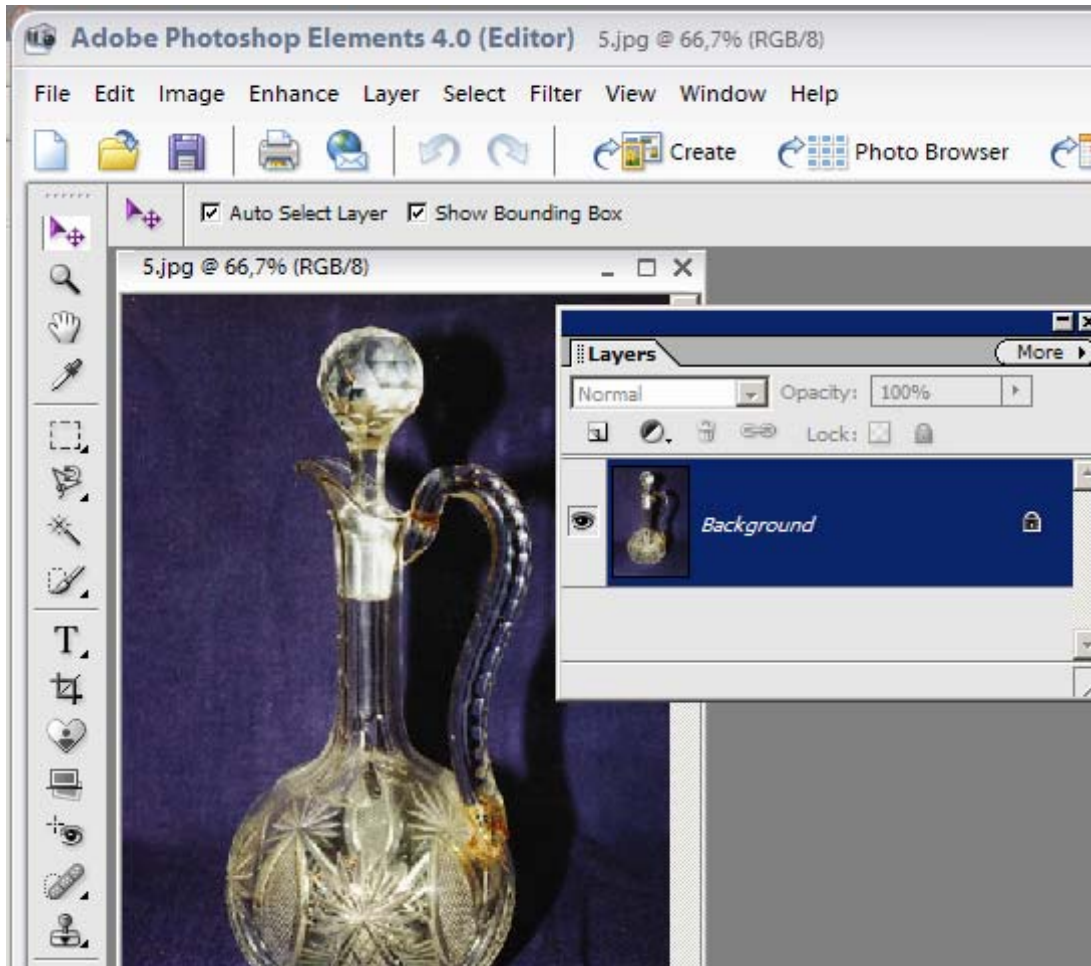 Adobe Photoshop Elements 4.0 (Editor) 5.jpg @ 66,7% (RGB/8)
File Edit Image Enhance Layer Select Filter View Window Help
Create Photo Browser
Auto Select Layer Show Bounding Box
5.jpg @ 66,7% (RGB/8)
Layers More
Normal Opacity: 100%
Lock:
Background